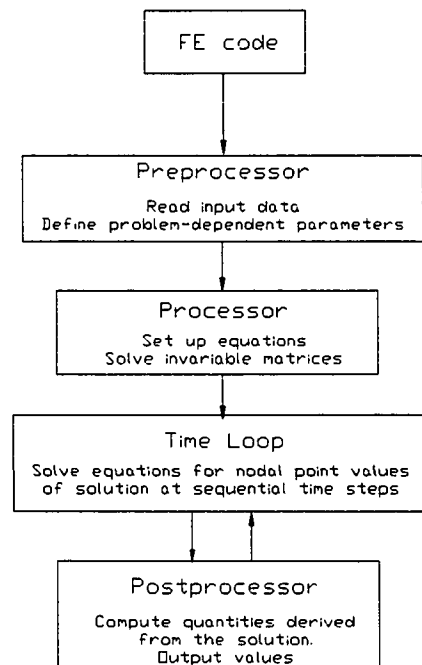 FE code
Preprocessor
Read input data
Define problem-dependent parameters
Processor
Set up equations
Solve invariable matrices
Time Loop
Solve equations for nodal point values
of solution at sequential time steps
Postprocessor
Compute quantities derived
from the solution.
Output values